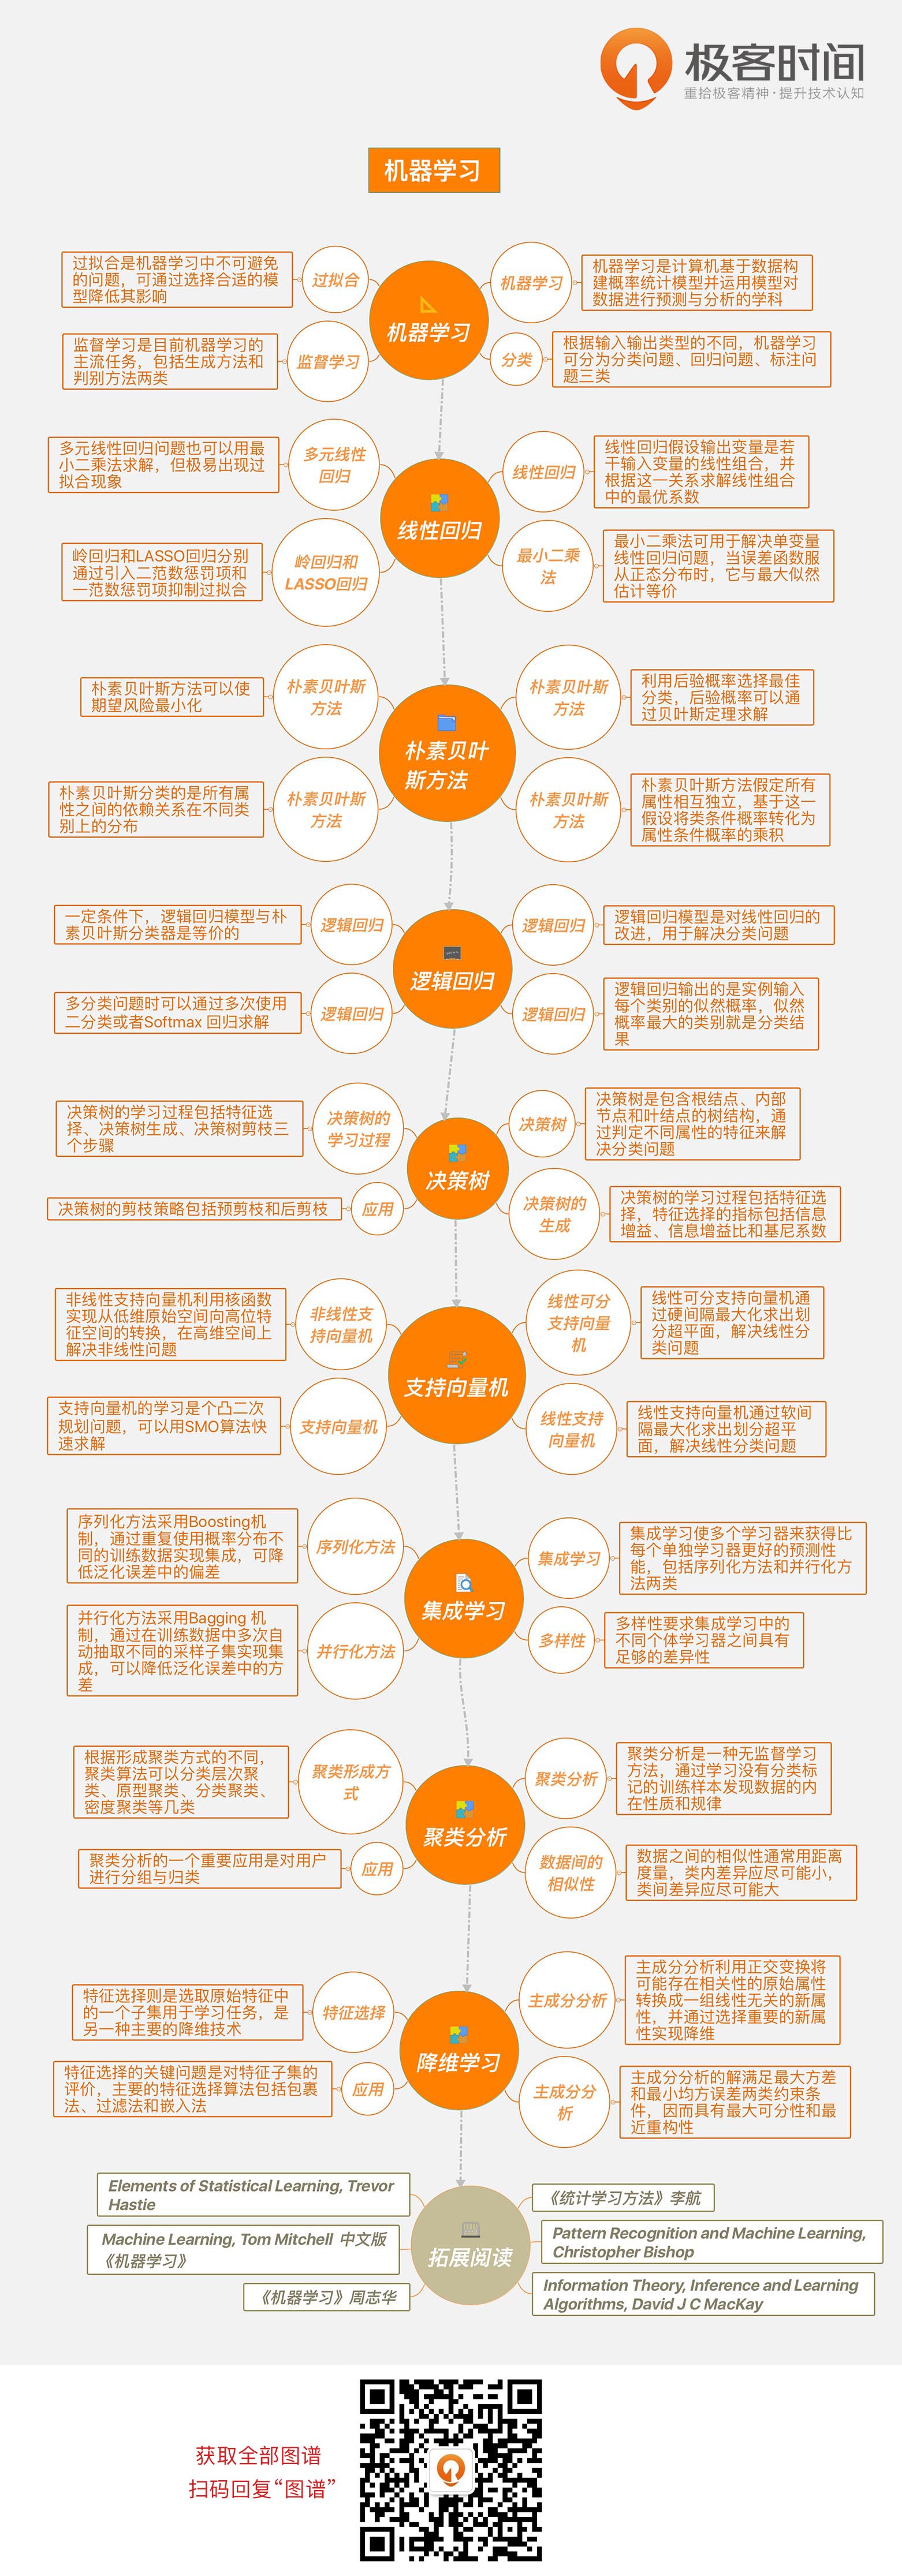 极客时间
重拾极客精神·提升技术认知
机器学习
过拟合是机器学习中不可避免
的问题，可通过选择合适的模
型降低其影响
过拟合
监督学习是目前机器学习的
主流任务，包括生成方法和
判别方法两类
监督学习
机器学习
机器学习
机器学习是计算机基于数据构
建概率统计模型并运用模型对
数据进行预测与分析的学科
分类
根据输入输出类型的不同，机器学习
可分为分类问题、回归问题、标注问
题三类
多元线性回归问题也可以用最
小二乘法求解，但极易出现过
拟合现象
多元线性
回归
岭回归和LASSO回归分别
通过引入二范数惩罚项和
一范数惩罚项抑制过拟合
岭回归和
LASSO回归
线性回归
线性回归
线性回归假设输出变量是若
干输入变量的线性组合，并
根据这一关系求解线性组合
中的最优系数
最小二乘
法
最小二乘法可用于解决单变量
线性回归问题，当误差函数服
从正态分布时，它与最大似然
估计等价
朴素贝叶斯方法可以使
期望风险最小化
朴素贝叶斯
方法
朴素贝叶斯分类的是所有属
性之间的依赖关系在不同类
别上的分布
朴素贝叶斯
方法
朴素贝叶
斯方法
朴素贝叶斯
方法
利用后验概率选择最佳
分类，后验概率可以通
过贝叶斯定理求解
朴素贝叶斯
方法
朴素贝叶斯方法假定所有
属性相互独立，基于这一
假设将类条件概率转化为
属性条件概率的乘积
一定条件下，逻辑回归模型与朴
素贝叶斯分类器是等价的
逻辑回归
多分类问题时可以通过多次使用
二分类或者Softmax 回归求解
逻辑回归
逻辑回归
逻辑回归
逻辑回归模型是对线性回归的
改进，用于解决分类问题
逻辑回归
逻辑回归输出的是实例输入
每个类别的似然概率，似然
概率最大的类别就是分类结
果
决策树的学习过程包括特征选
择、决策树生成、决策树剪枝三
个步骤
决策树的
学习过程
决策树的剪枝策略包括预剪枝和后剪枝
应用
决策树
决策树
决策树是包含根结点、内部
节点和叶结点的树结构，通
过判定不同属性的特征来解
决分类问题
决策树的
生成
决策树的学习过程包括特征选
择，特征选择的指标包括信息
增益、信息增益比和基尼系数
非线性支持向量机利用核函数
实现从低维原始空间向高位特
征空间的转换，在高维空间上
解决非线性问题
非线性支
持向量机
支持向量机的学习是个凸二次
规划问题，可以用SMO算法快
速求解
支持向量机
支持向量机
线性可分
支持向量
机
线性可分支持向量机通
过硬间隔最大化求出划
分超平面，解决线性分
类问题
线性支持
向量机
线性支持向量机通过软间
隔最大化求出划分超平
面，解决线性分类问题
序列化方法采用Boosting机
制，通过重复使用概率分布不
同的训练数据实现集成，可降
低泛化误差中的偏差
序列化方法
并行化方法采用Bagging 机
制，通过在训练数据中多次自
动抽取不同的采样子集实现集
成，可以降低泛化误差中的方
差
并行化方法
集成学习
集成学习
集成学习使多个学习器来获得比
每个单独学习器更好的预测性
能，包括序列化方法和并行化方
法两类
多样性
多样性要求集成学习中的
不同个体学习器之间具有
足够的差异性
根据形成聚类方式的不同，
聚类算法可以分类层次聚
类、原型聚类、分类聚类、
密度聚类等几类
聚类形成方
式
聚类分析的一个重要应用是对用户
进行分组与归类
应用
聚类分析
聚类分析
聚类分析是一种无监督学习
方法，通过学习没有分类标
记的训练样本发现数据的内
在性质和规律
数据间的
相似性
数据之间的相似性通常用距离
度量，类内差异应尽可能小，
类间差异应尽可能大
特征选择则是选取原始特征中
的一个子集用于学习任务，是
另一种主要的降维技术
特征选择
特征选择的关键问题是对特征子集的
评价，主要的特征选择算法包括包裹
法、过滤法和嵌入法
应用
降维学习
主成分分析
主成分分析利用正交变换将
可能存在相关性的原始属性
转换成一组线性无关的新属
性，并通过选择重要的新属
性实现降维
主成分分
析
主成分分析的解满足最大方差
和最小均方误差两类约束条
件，因而具有最大可分性和最
近重构性
Elements of Statistical Learning, Trevor
Hastie
Machine Learning, Tom Mitchell 中文版
《机器学习》
《机器学习》周志华
拓展阅读
《统计学习方法》李航
Pattern Recognition and Machine Learning,
Christopher Bishop
Information Theory, Inference and Learning
Algorithms, David J C MacKay
获取全部图谱
扫码回复“图谱”